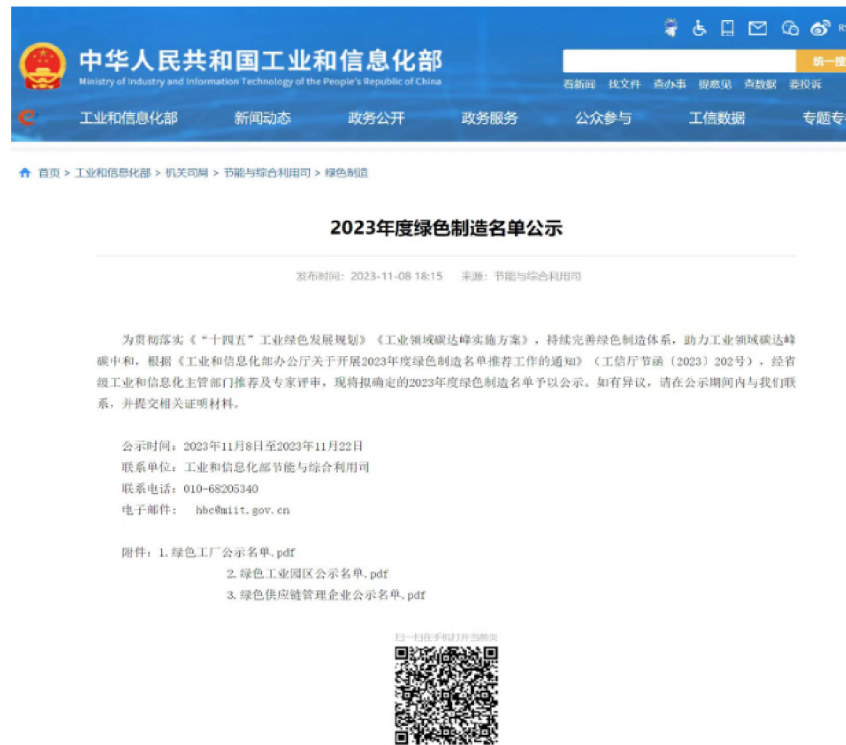 中华人民共和国工业和信息化部
Ministry of Industry and Information Technology of the People's Republic of China
统一搜
看新闻 找文件 查办事 提意见 查数据 要投诉
工业和信息化部 新闻动态 政务公开 政务服务 公众参与 工信数据 专题专
首页 > 工业和信息化部 > 机关司局 > 节能与综合利用司 > 绿色制造
2023年度绿色制造名单公示
发布时间：2023-11-08 18:15 来源：节能与综合利用司
为贯彻落实《“十四五”工业绿色发展规划》《工业领域碳达峰实施方案》，持续完善绿色制造体系，助力工业领域碳达峰
碳中和，根据《工业和信息化部办公厅关于开展2023年度绿色制造名单推荐工作的通知》（工信厅节函〔2023〕202号），经省
级工业和信息化主管部门推荐及专家评审，现将拟确定的2023年度绿色制造名单予以公示。如有异议，请在公示期间内与我们联
系，并提交相关证明材料。
公示时间：2023年11月8日至2023年11月22日
联系单位：工业和信息化部节能与综合利用司
联系电话：010-68205340
电子邮件： hbc@miit.gov.cn
附件：1.绿色工厂公示名单.pdf
2.绿色工业园区公示名单.pdf
3.绿色供应链管理企业公示名单.pdf
扫一扫在手机打开当前页